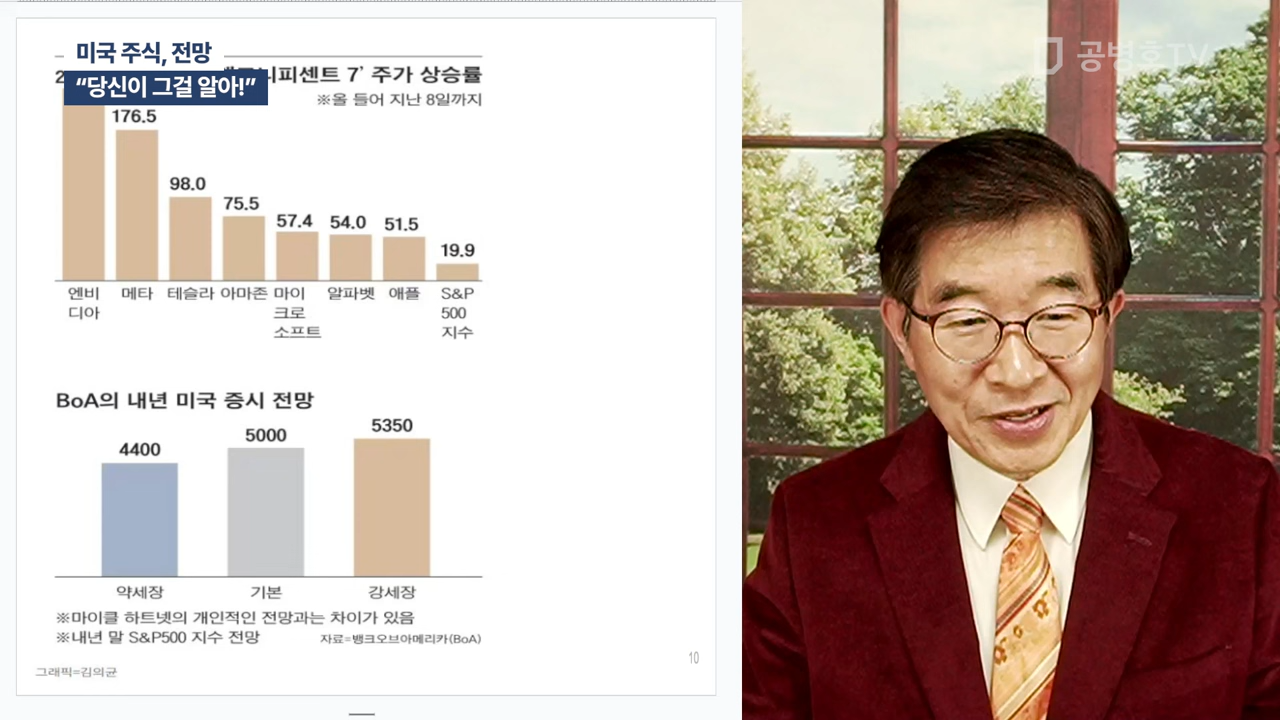 미국 주식, 전망
“당신이 그걸 알아!”
공병호TV
피센트 7’ 주가 상승률
※올 들어 지난 8일까지
176.5
98.0
75.5
57.4
54.0
51.5
19.9
엔비
디아
메타
테슬라
아마존
마이
크로
소프트
알파벳
애플
S&P
500
지수
BoA의 내년 미국 증시 전망
4400
5000
5350
약세장
기본
강세장
※마이클 하트넷의 개인적인 전망과는 차이가 있음
※내년 말 S&P500 지수 전망
자료=뱅크오브아메리카(BoA)
그래픽=김의균
10